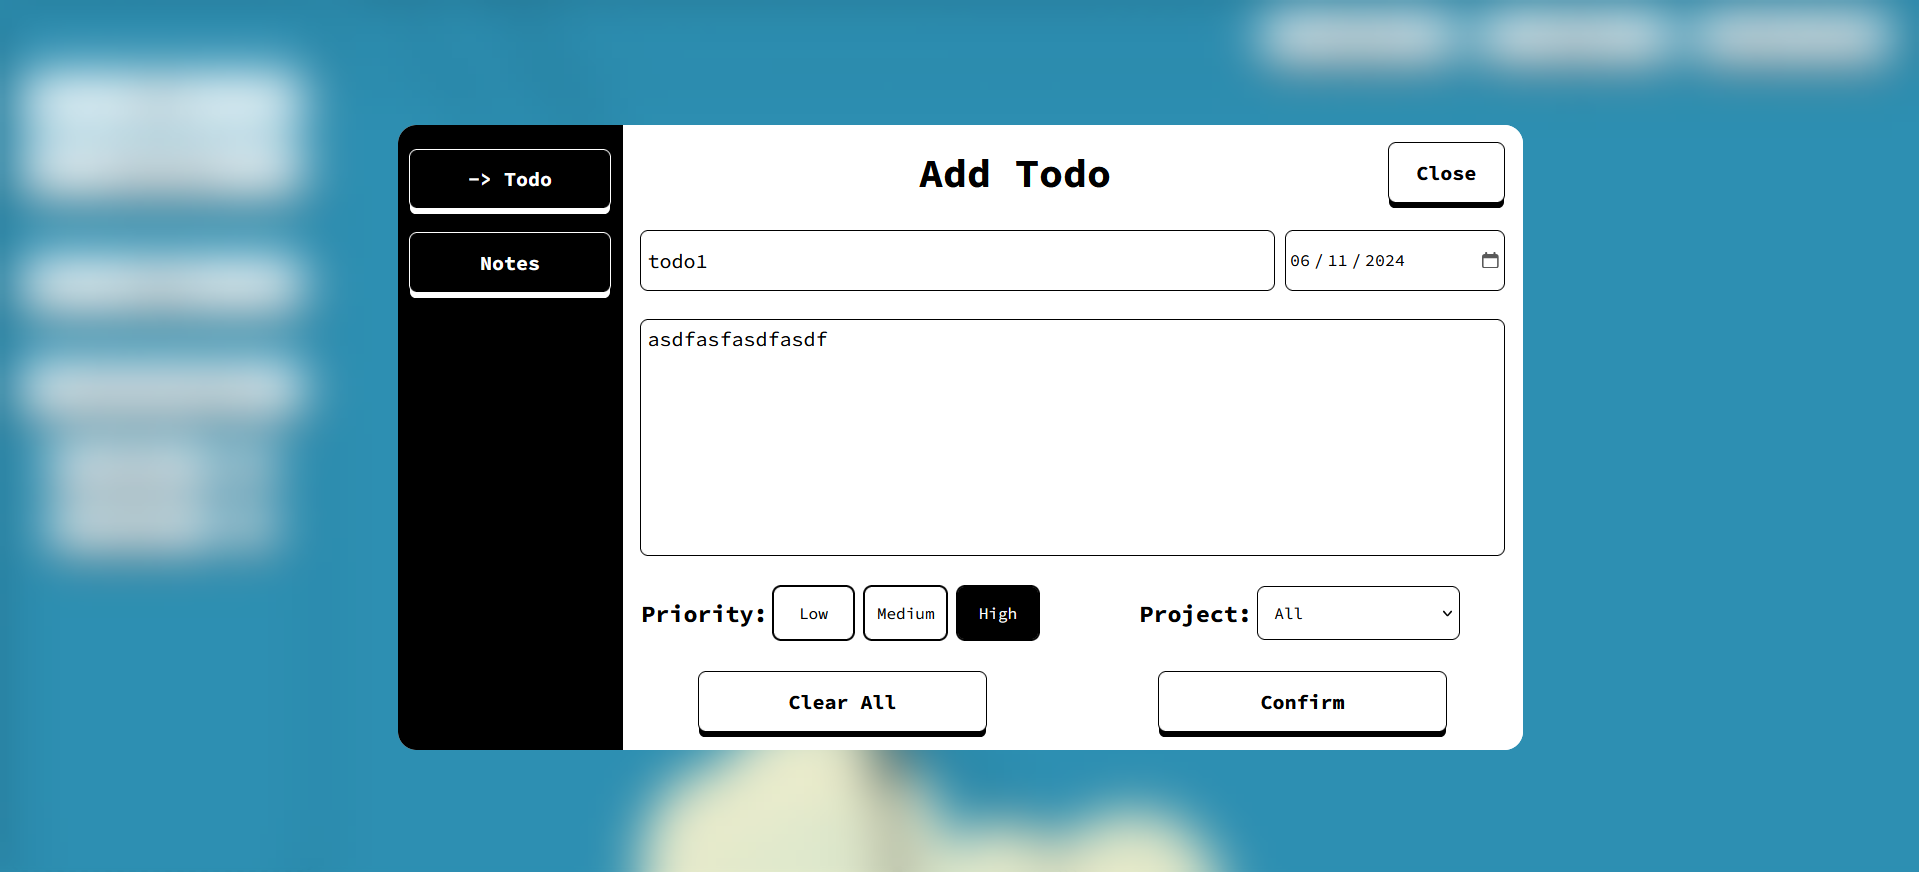 -> Todo
Notes
Add Todo
Close
todo1
06/11/2024
asdfasfasdfasdf
Priority: Low Medium High
Project: All
Clear All
Confirm